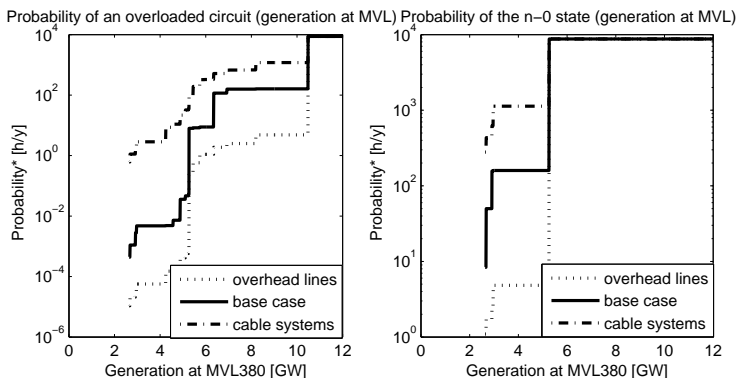 Probability of an overloaded circuit (generation at MVL)
10^4
10^2
10^0
10^−2
10^−4
10^−6
Probability* [h/y]
0 2 4 6 8 10 12
Generation at MVL380 [GW]
overhead lines
base case
cable systems
Probability of the n−0 state (generation at MVL)
10^4
10^3
10^2
10^1
10^0
Probability* [h/y]
0 2 4 6 8 10 12
Generation at MVL380 [GW]
overhead lines
base case
cable systems